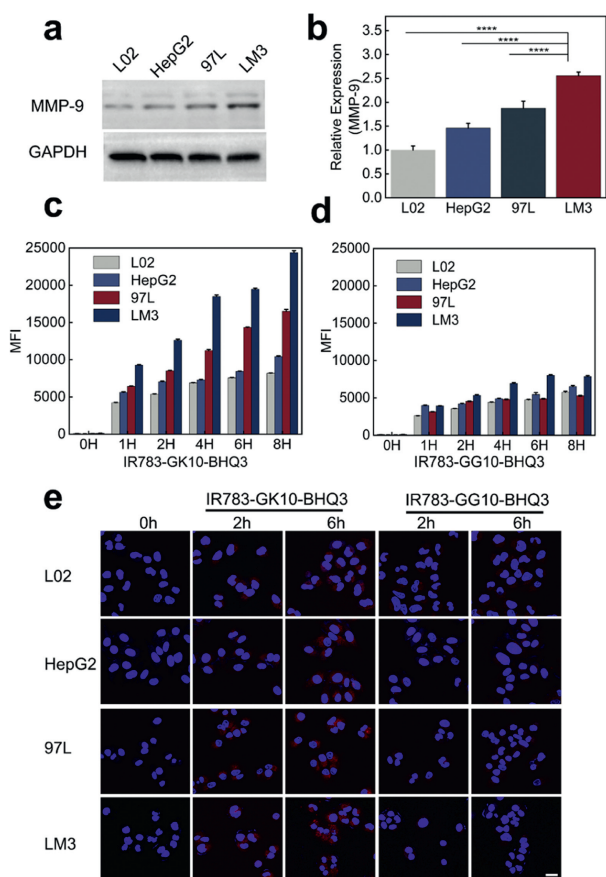 a
L02 HepG2 97L LM3
MMP-9
GAPDH
b
Relative Expression
(MMP-9)
3.5
3.0
2.5
2.0
1.5
1.0
0.5
0.0
****
****
****
L02 HepG2 97L LM3
c
MFI
25000
20000
15000
10000
5000
0
L02
HepG2
97L
LM3
0H 1H 2H 4H 6H 8H
IR783-GK10-BHQ3
d
MFI
25000
20000
15000
10000
5000
0
L02
HepG2
97L
LM3
0H 1H 2H 4H 6H 8H
IR783-GG10-BHQ3
e
IR783-GK10-BHQ3 IR783-GG10-BHQ3
0h 2h 6h 2h 6h
L02
HepG2
97L
LM3